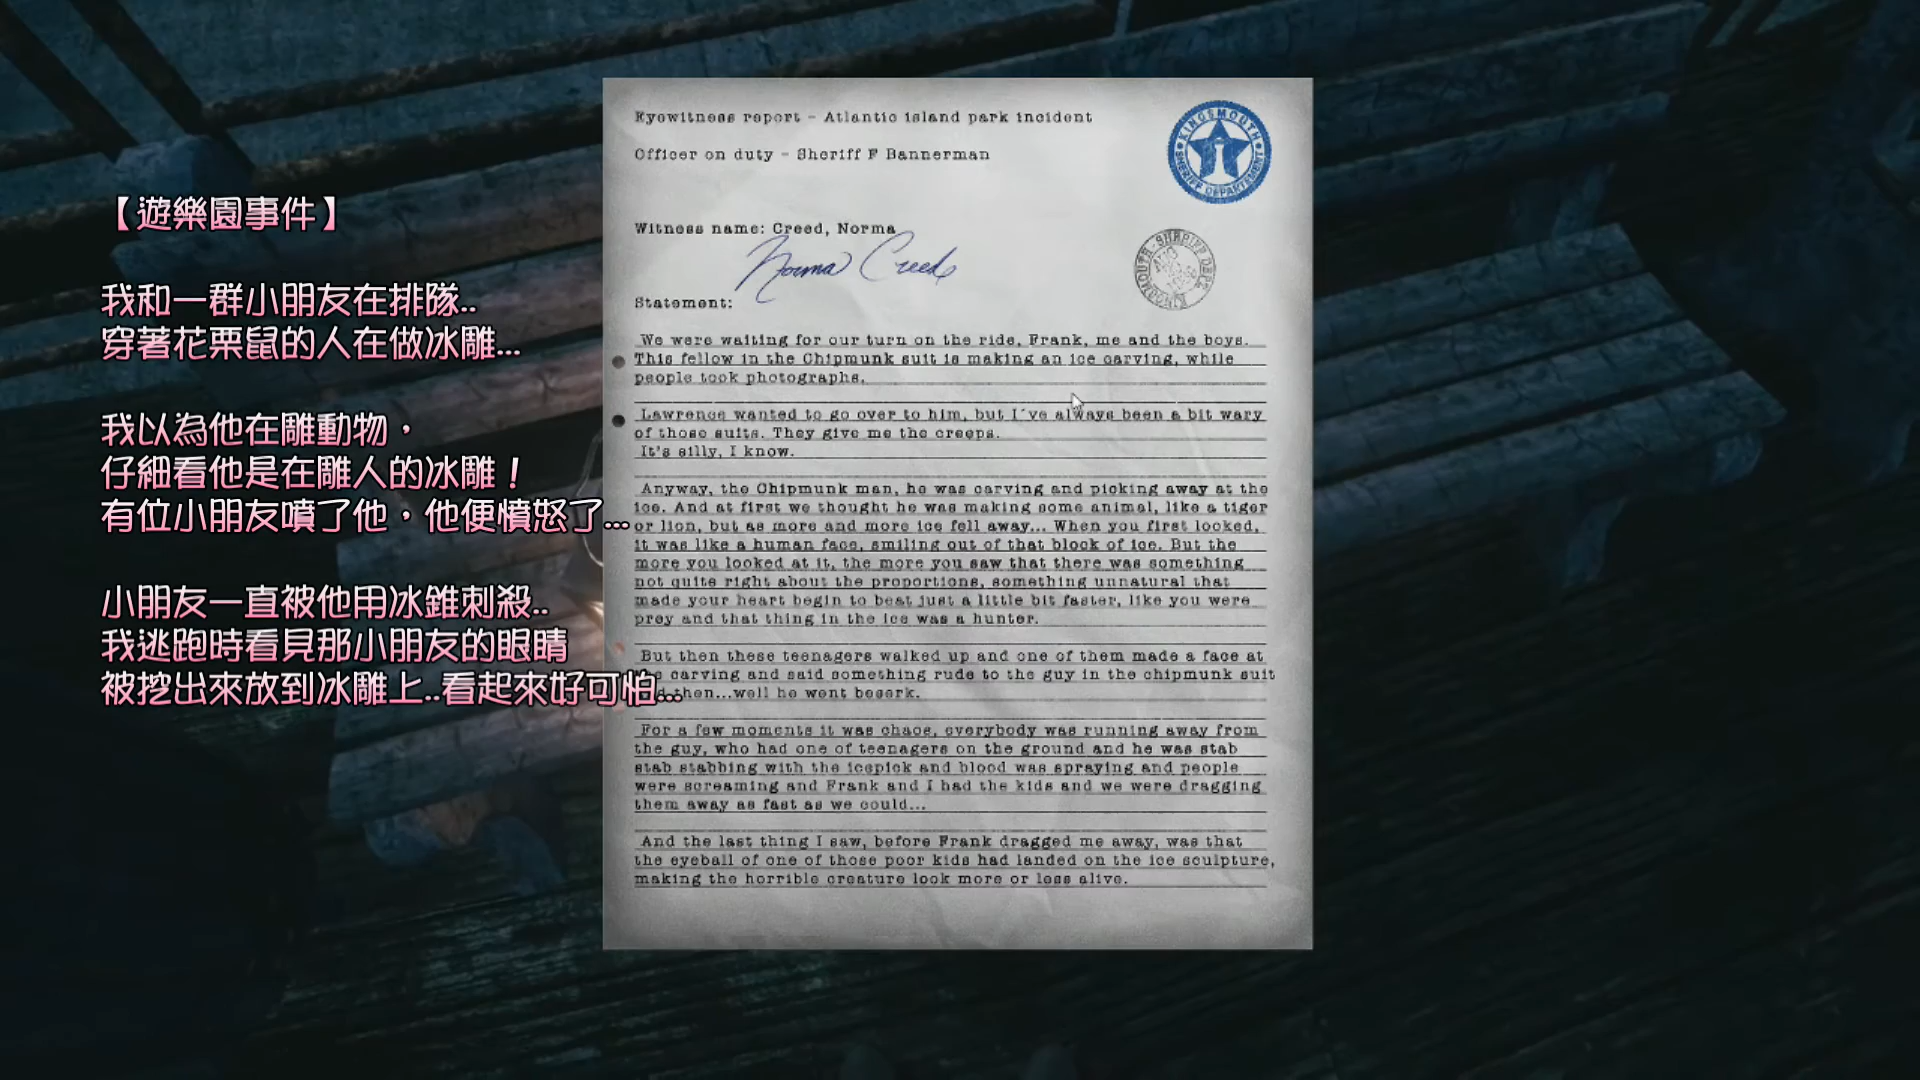 【遊樂園事件】
我和一群小朋友在排隊..
穿著花栗鼠的人在做冰雕...
我以為他在雕動物，
仔細看他是在雕人的冰雕！
有位小朋友噴了他，他便憤怒了...
小朋友一直被他用冰錐刺殺..
我逃跑時看見那小朋友的眼睛
被挖出來放到冰雕上..看起來好可怕...
Eyewitness report - Atlantic island park incident
Officer on duty - Sheriff F Bannerman
KINGSMOUTH
SHERIFF DEPARTEMENT
Witness name: Creed, Norma
Norma Creed
KINGSMOUTH-SHERIFF DEPT.
Statement:
We were waiting for our turn on the ride, Frank, me and the boys.
This fellow in the Chipmunk suit is making an ice carving, while
people took photographs.
Lawrence wanted to go over to him, but I've always been a bit wary
of those suits. They give me the creeps.
It's silly, I know.
Anyway, the Chipmunk man, he was carving and picking away at the
ice. And at first we thought he was making some animal, like a tiger
or lion, but as more and more ice fell away... When you first looked,
it was like a human face, smiling out of that block of ice. But the
more you looked at it, the more you saw that there was something
not quite right about the proportions, something unnatural that
made your heart begin to beat just a little bit faster, like you were
prey and that thing in the ice was a hunter.
But then these teenagers walked up and one of them made a face at
carving and said something rude to the guy in the chipmunk suit
then...well he went beserk.
For a few moments it was chaos, everybody was running away from
the guy, who had one of teenagers on the ground and he was stab
stab stabbing with the icepick and blood was spraying and people
were screaming and Frank and I had the kids and we were dragging
them away as fast as we could...
And the last thing I saw, before Frank dragged me away, was that
the eyeball of one of those poor kids had landed on the ice sculpture,
making the horrible creature look more or less alive.